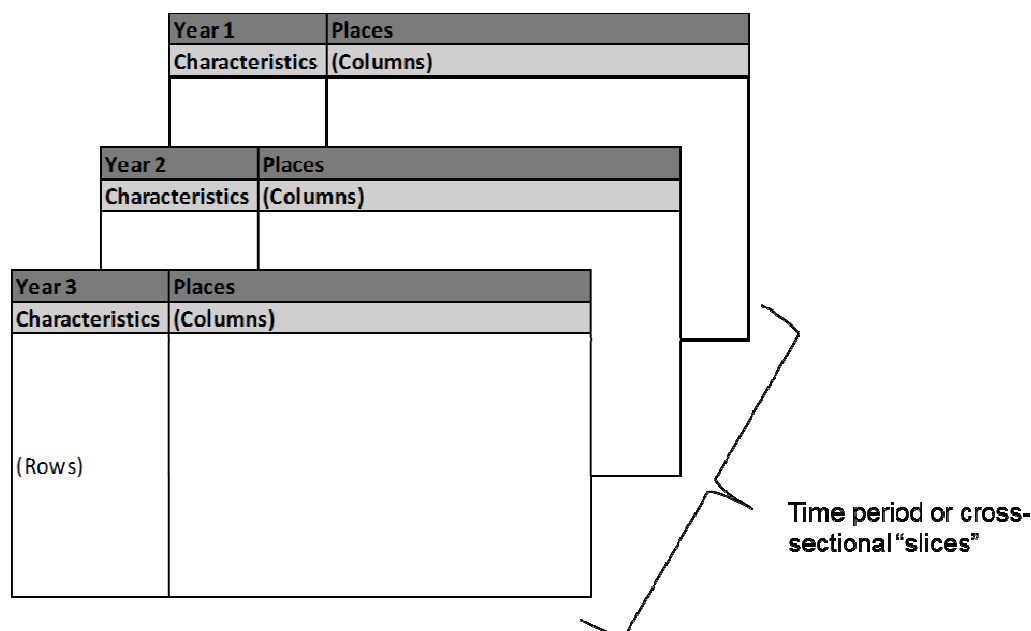 Year 1 Places
Characteristics (Columns)
Year 2 Places
Characteristics (Columns)
Year 3 Places
Characteristics (Columns)
(Rows)
Time period or cross-
sectional “slices”